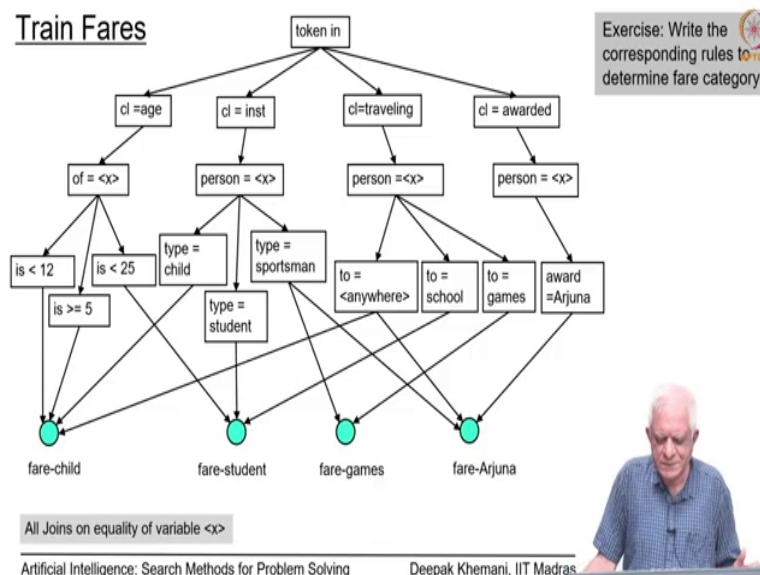 Train Fares
token in
Exercise: Write the
corresponding rules to
determine fare category
cl =age
cl = inst
cl=traveling
cl = awarded
of = <x>
person = <x>
person =<x>
person = <x>
is < 12
is >= 5
is < 25
type =
child
type =
student
type =
sportsman
to =
<anywhere>
to =
school
to =
games
award
=Arjuna
fare-child
fare-student
fare-games
fare-Arjuna
All Joins on equality of variable <x>
Artificial Intelligence: Search Methods for Problem Solving
Deepak Khemani, IIT Madras